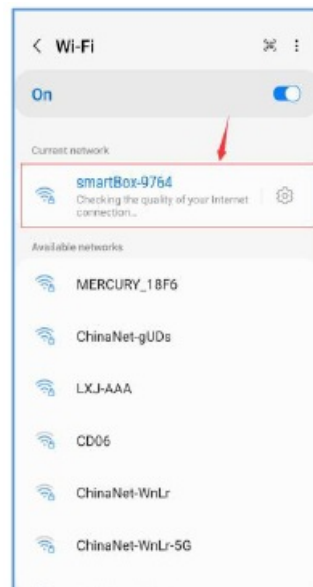 Wi-Fi
On
Current network
smartBox-9764
Checking the quality of your Internet
connection...
Available networks
MERCURY_18F6
ChinaNet-gUDs
LXJ-AAA
CD06
ChinaNet-WnLr
ChinaNet-WnLr-5G